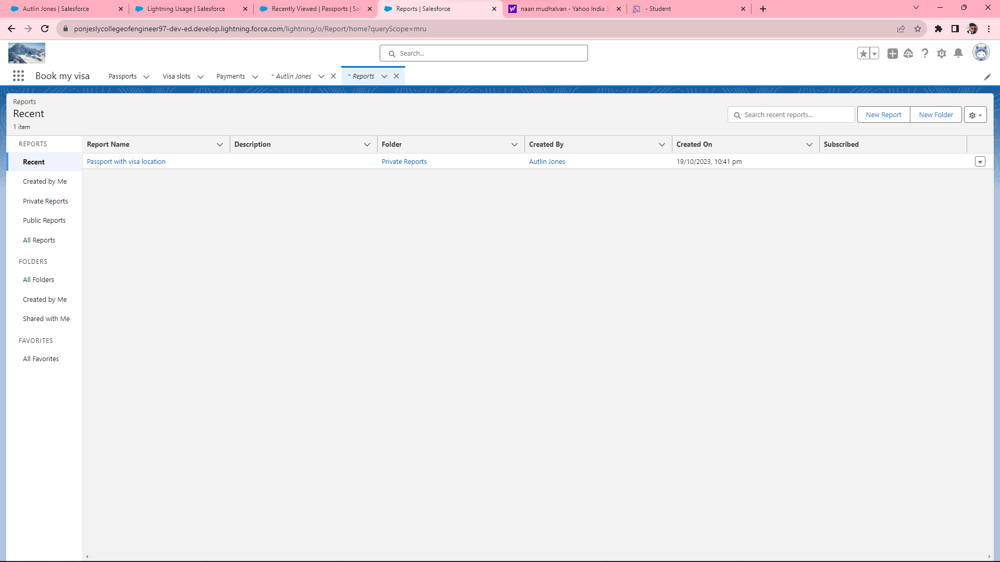 Autlin Jones | Salesforce
Lightning Usage | Salesforce
Recently Viewed | Passports | Sal
Reports | Salesforce
naan mudhalvan - Yahoo India S
- Student
ponjeslycollegeofengineer97-dev-ed.develop.lightning.force.com/lightning/o/Report/home?queryScope=mru
Search...
Book my visa
Passports
Visa slots
Payments
* Autlin Jones
* Reports
Reports
Recent
1 item
Search recent reports...
New Report
New Folder
REPORTS
Report Name
Description
Folder
Created By
Created On
Subscribed
Recent
Passport with visa location
Private Reports
Autlin Jones
19/10/2023, 10:41 pm
Created by Me
Private Reports
Public Reports
All Reports
FOLDERS
All Folders
Created by Me
Shared with Me
FAVORITES
All Favorites